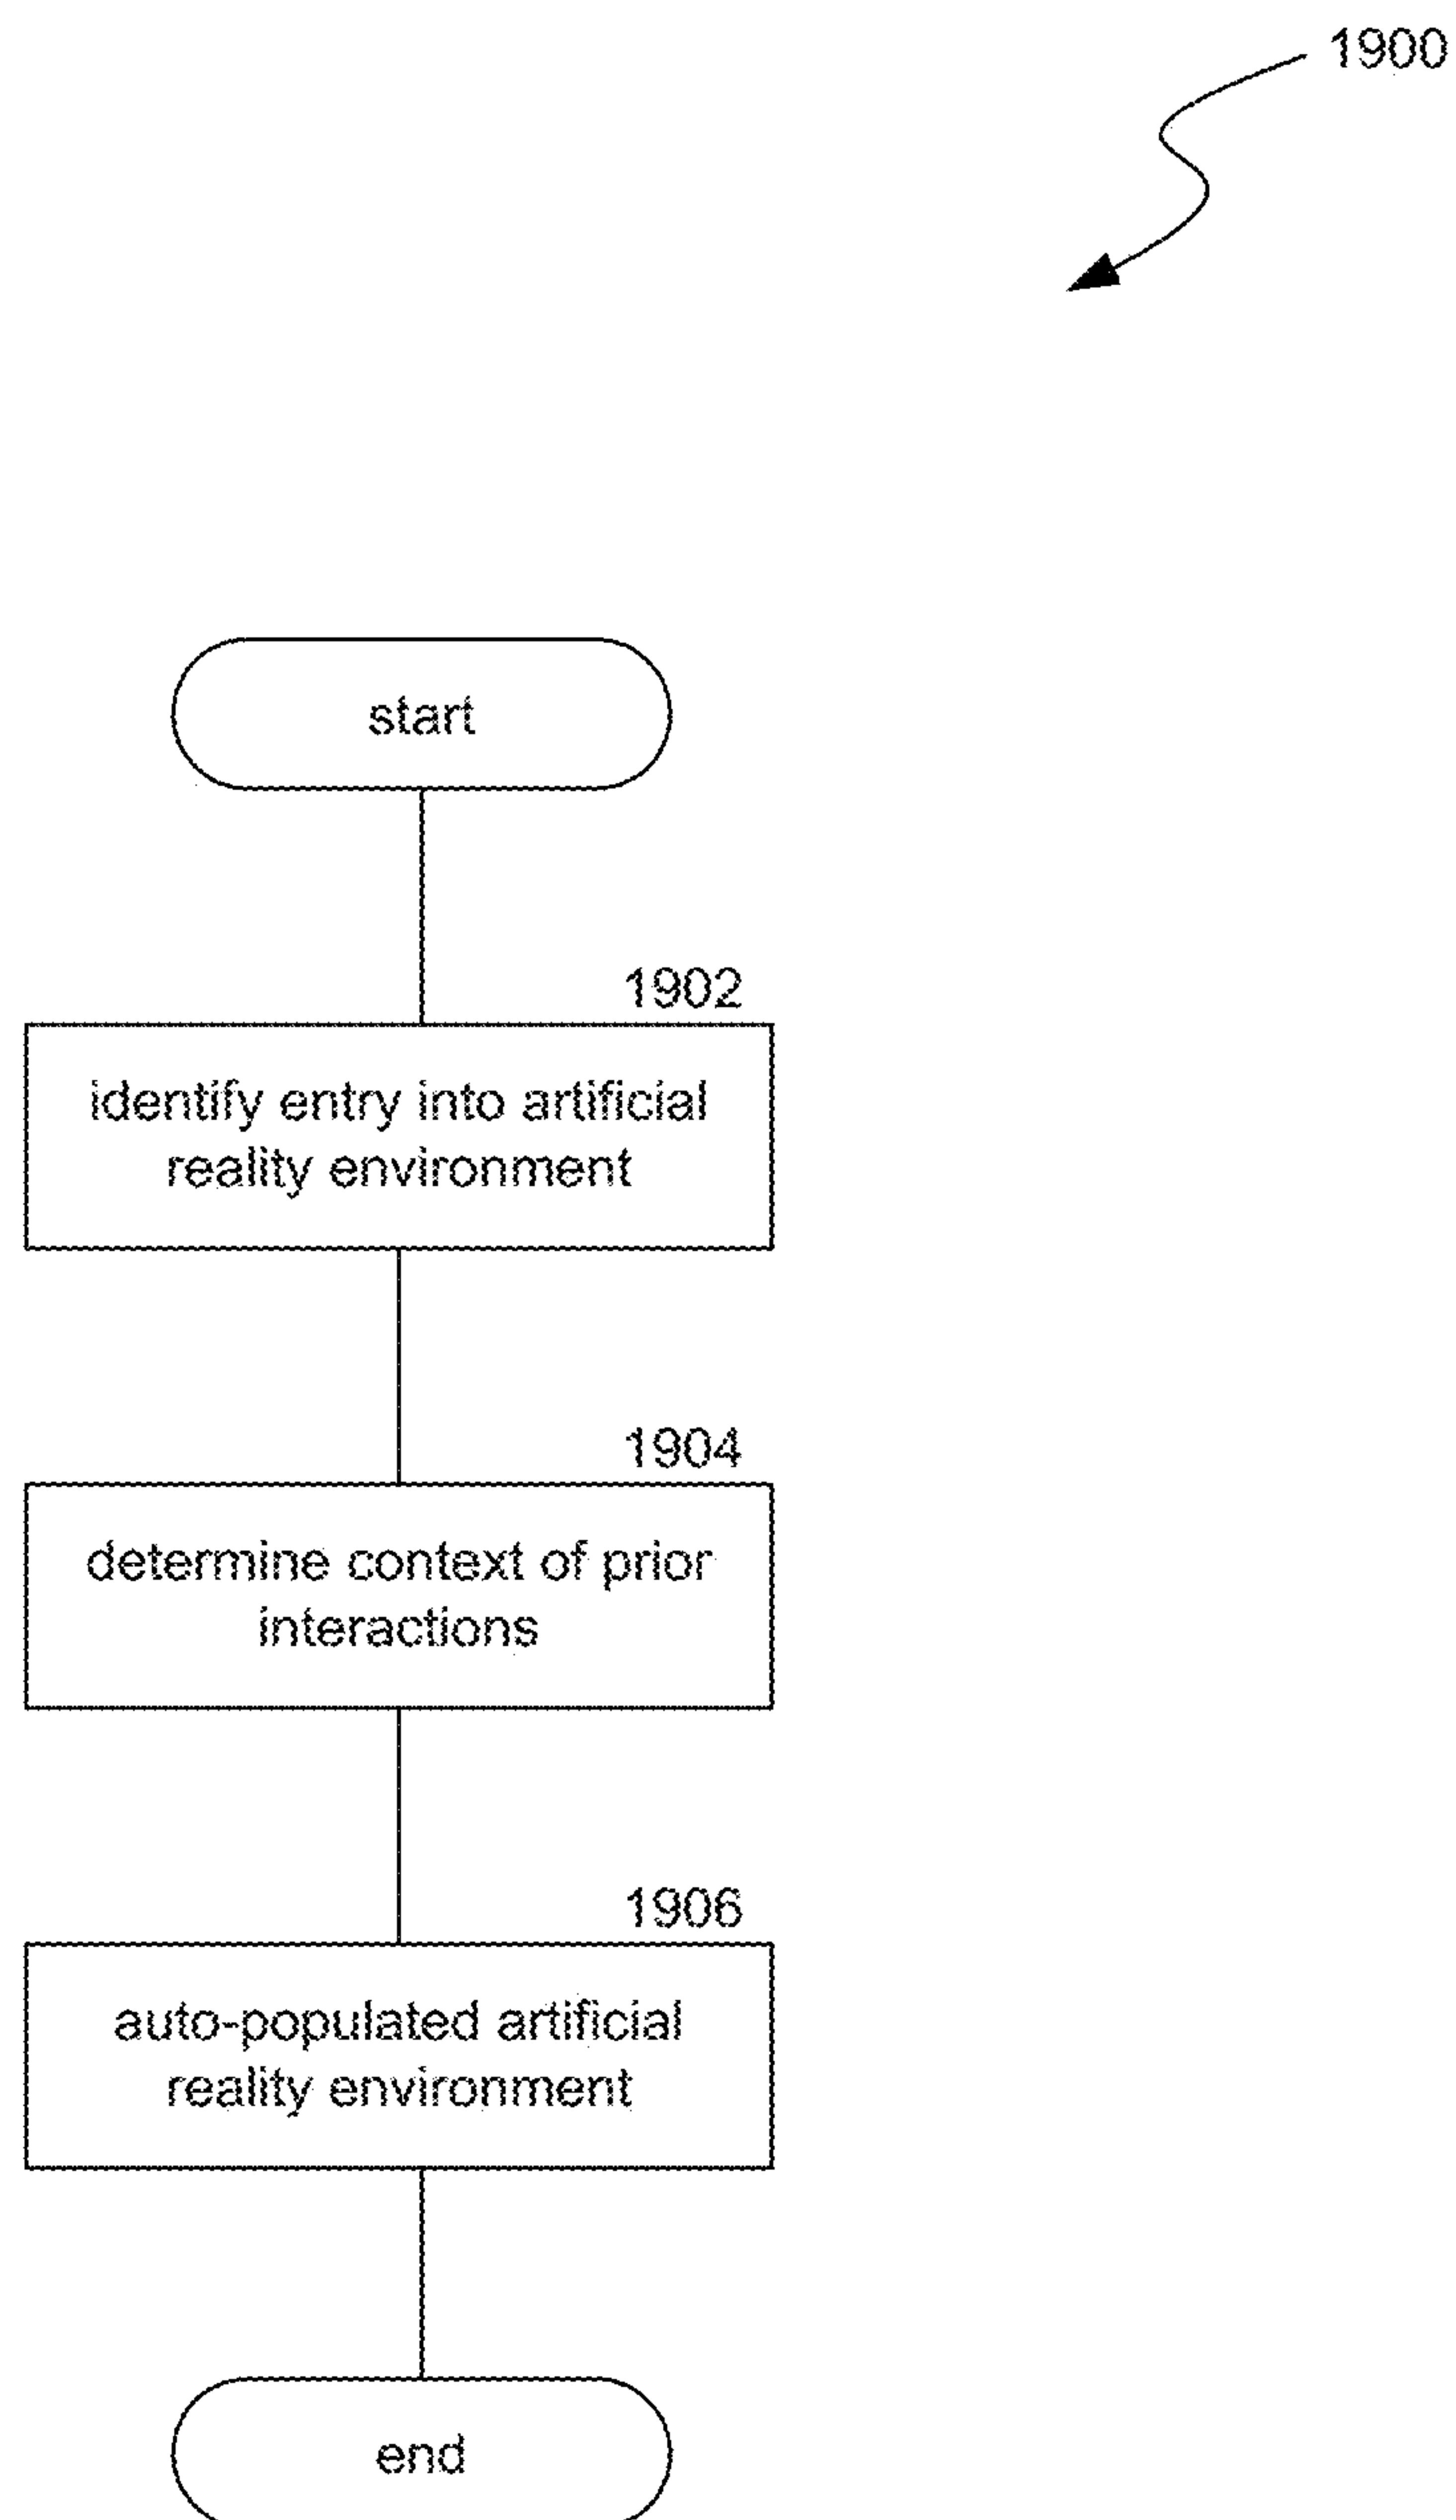 1900
start
1902
identify entry into artificial
reality environment
1904
determine context of prior
interactions
1906
auto-populated artificial
reality environment
end